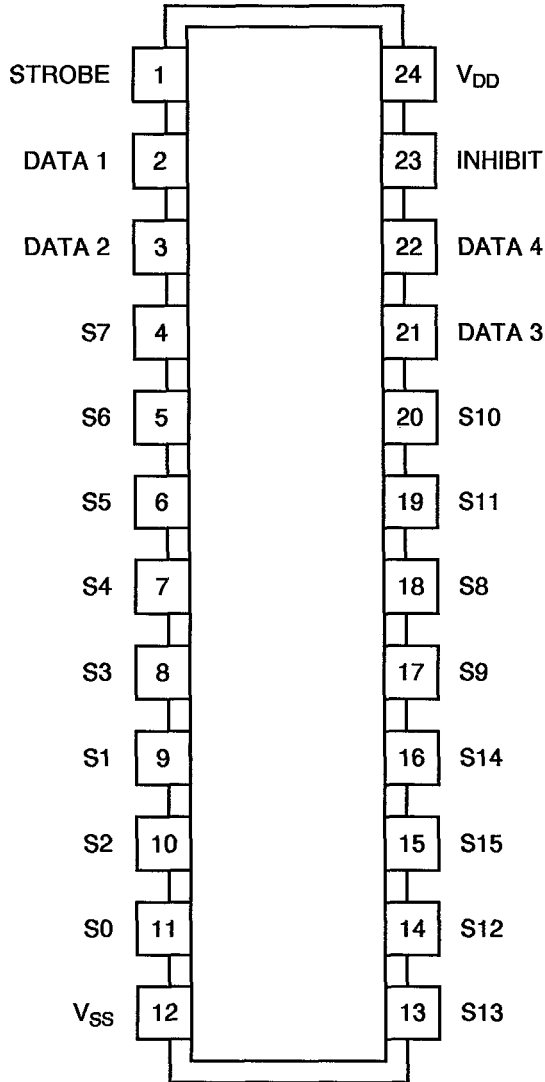 STROBE 1 24 VDD
DATA 1 2 23 INHIBIT
DATA 2 3 22 DATA 4
S7 4 21 DATA 3
S6 5 20 S10
S5 6 19 S11
S4 7 18 S8
S3 8 17 S9
S1 9 16 S14
S2 10 15 S15
S0 11 14 S12
VSS 12 13 S13